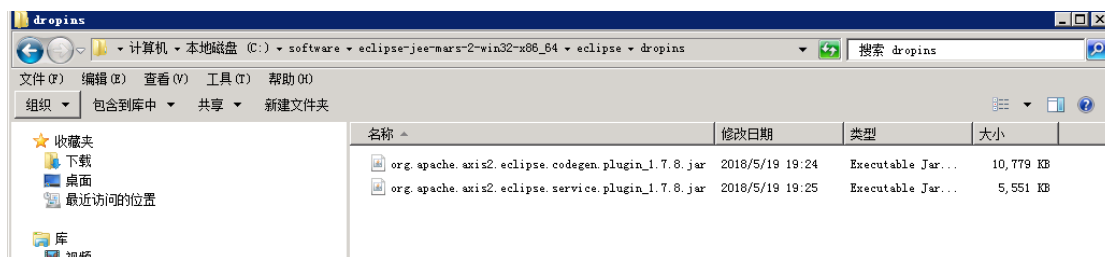 dropins
计算机 本地磁盘 (C:) software eclipse-jee-mars-2-win32-x86_64 eclipse dropins 搜索 dropins
文件(F) 编辑(E) 查看(V) 工具(T) 帮助(H)
组织 包含到库中 共享 新建文件夹
名称 修改日期 类型 大小
收藏夹
下载
桌面
最近访问的位置
库
视频
org.apache.axis2.eclipse.codegen.plugin_1.7.8.jar 2018/5/19 19:24 Executable Jar... 10,779 KB
org.apache.axis2.eclipse.service.plugin_1.7.8.jar 2018/5/19 19:25 Executable Jar... 5,551 KB